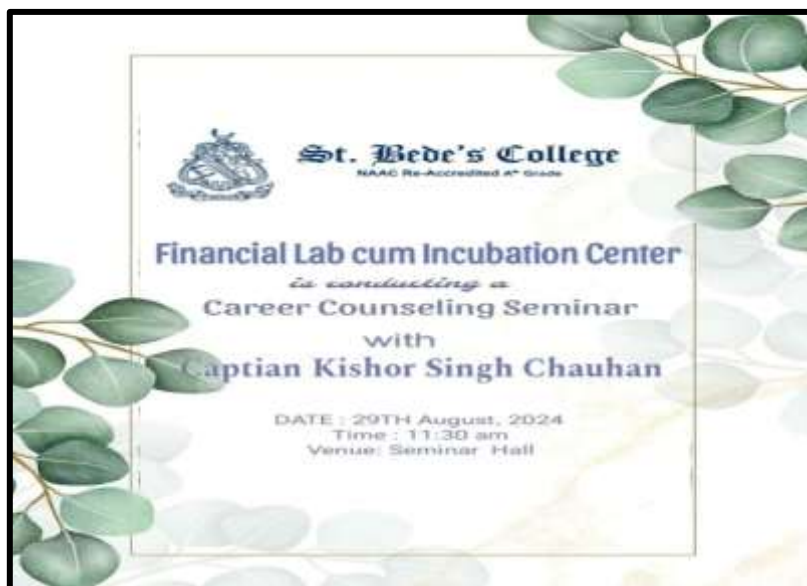 St. Bede's College
NAAC Re-Accredited A+ Grade
Financial Lab cum Incubation Center
is conducting a
Career Counseling Seminar
with
Captian Kishor Singh Chauhan
DATE : 29TH August, 2024
Time : 11:30 am
Venue: Seminar Hall